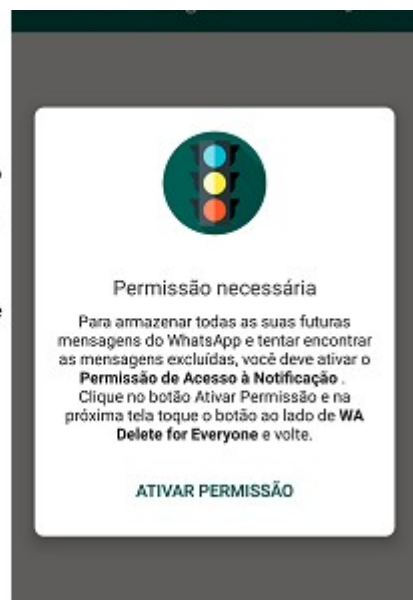 Permissão necessária
Para armazenar todas as suas futuras
mensagens do WhatsApp e tentar encontrar
as mensagens excluídas, você deve ativar o
Permissão de Acesso à Notificação .
Clique no botão Ativar Permissão e na
próxima tela toque o botão ao lado de WA
Delete for Everyone e volte.
ATIVAR PERMISSÃO